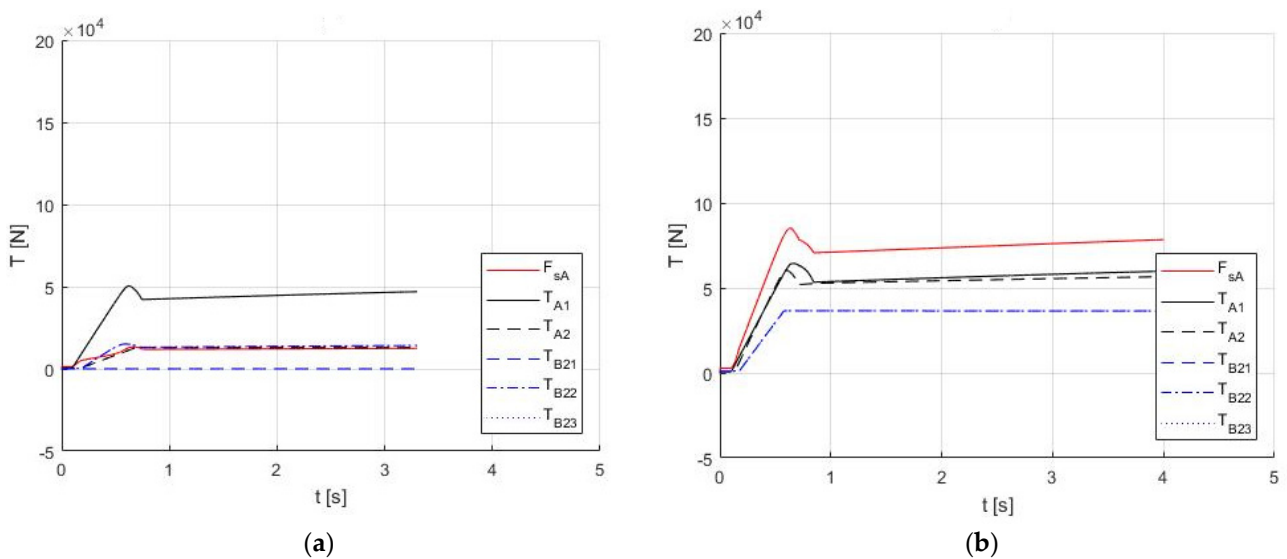 ×10⁴
20
15
10
5
0
-5
T [N]
0 1 2 3 4 5
t [s]
F_sA
T_A1
T_A2
T_B21
T_B22
T_B23
(a)
×10⁴
20
15
10
5
0
-5
T [N]
0 1 2 3 4 5
t [s]
F_sA
T_A1
T_A2
T_B21
T_B22
T_B23
(b)